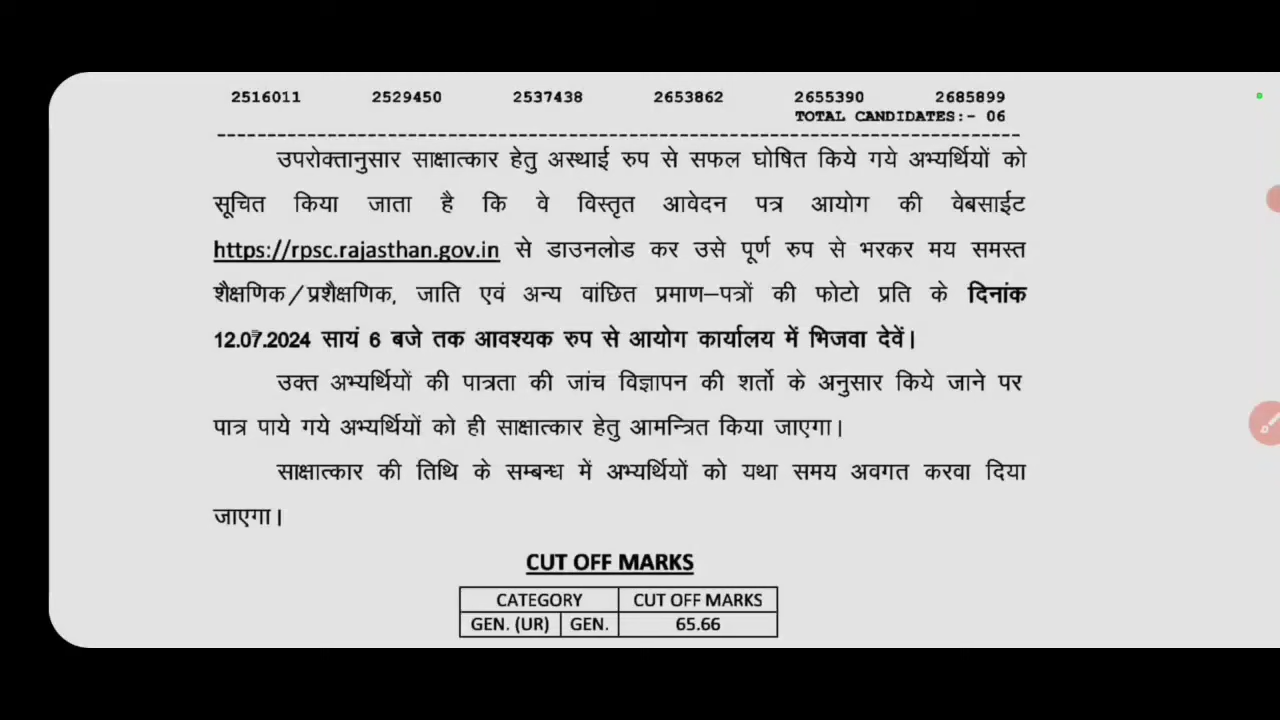 2516011 2529450 2537438 2653862 2655390 2685899
TOTAL CANDIDATES:- 06
उपरोक्तानुसार साक्षात्कार हेतु अस्थाई रुप से सफल घोषित किये गये अभ्यर्थियों को
सूचित किया जाता है कि वे विस्तृत आवेदन पत्र आयोग की वेबसाईट
https://rpsc.rajasthan.gov.in से डाउनलोड कर उसे पूर्ण रुप से भरकर मय समस्त
शैक्षणिक/प्रशैक्षणिक, जाति एवं अन्य वांछित प्रमाण–पत्रों की फोटो प्रति के दिनांक
12.07.2024 सायं 6 बजे तक आवश्यक रुप से आयोग कार्यालय में भिजवा देवें।
उक्त अभ्यर्थियों की पात्रता की जांच विज्ञापन की शर्तो के अनुसार किये जाने पर
पात्र पाये गये अभ्यर्थियों को ही साक्षात्कार हेतु आमन्त्रित किया जाएगा।
साक्षात्कार की तिथि के सम्बन्ध में अभ्यर्थियों को यथा समय अवगत करवा दिया
जाएगा।
CUT OFF MARKS
CATEGORY CUT OFF MARKS
GEN. (UR) GEN. 65.66